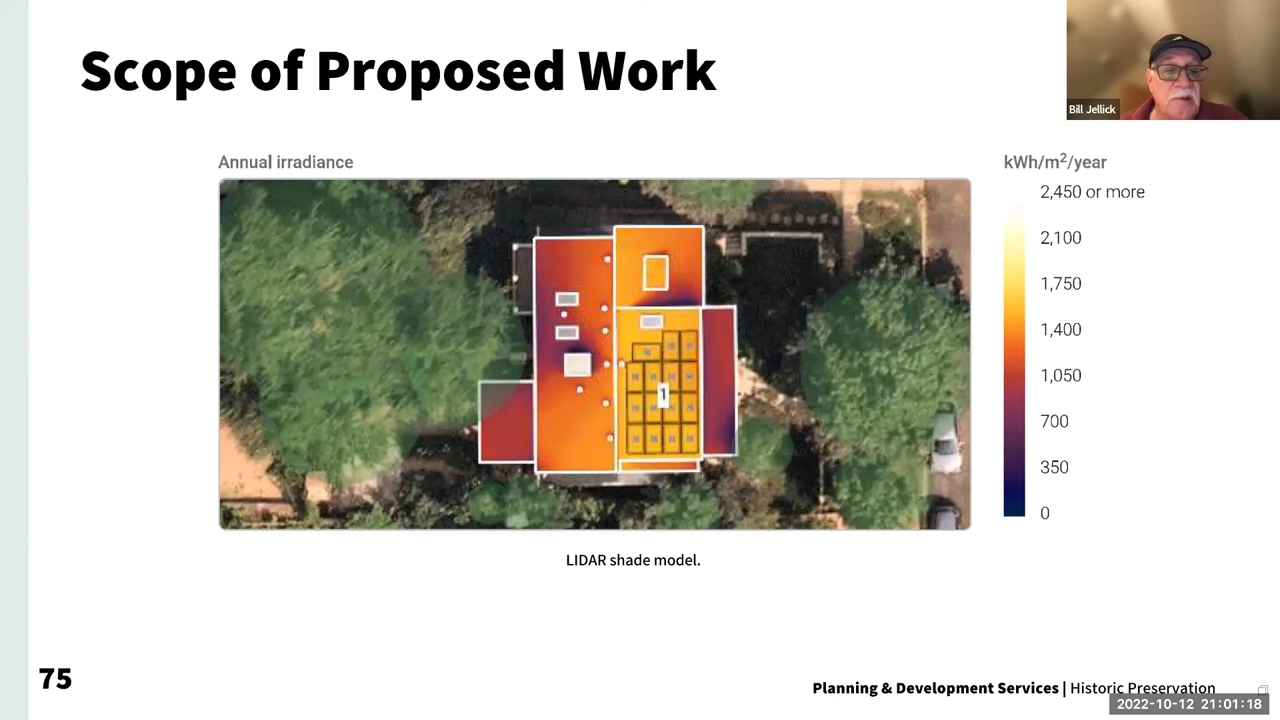 Scope of Proposed Work
Bill Jellick
Annual irradiance
kWh/m²/year
2,450 or more
2,100
1,750
1,400
1,050
700
350
0
1
LIDAR shade model.
75
Planning & Development Services | Historic Preservation
2022-10-12 21:01:18